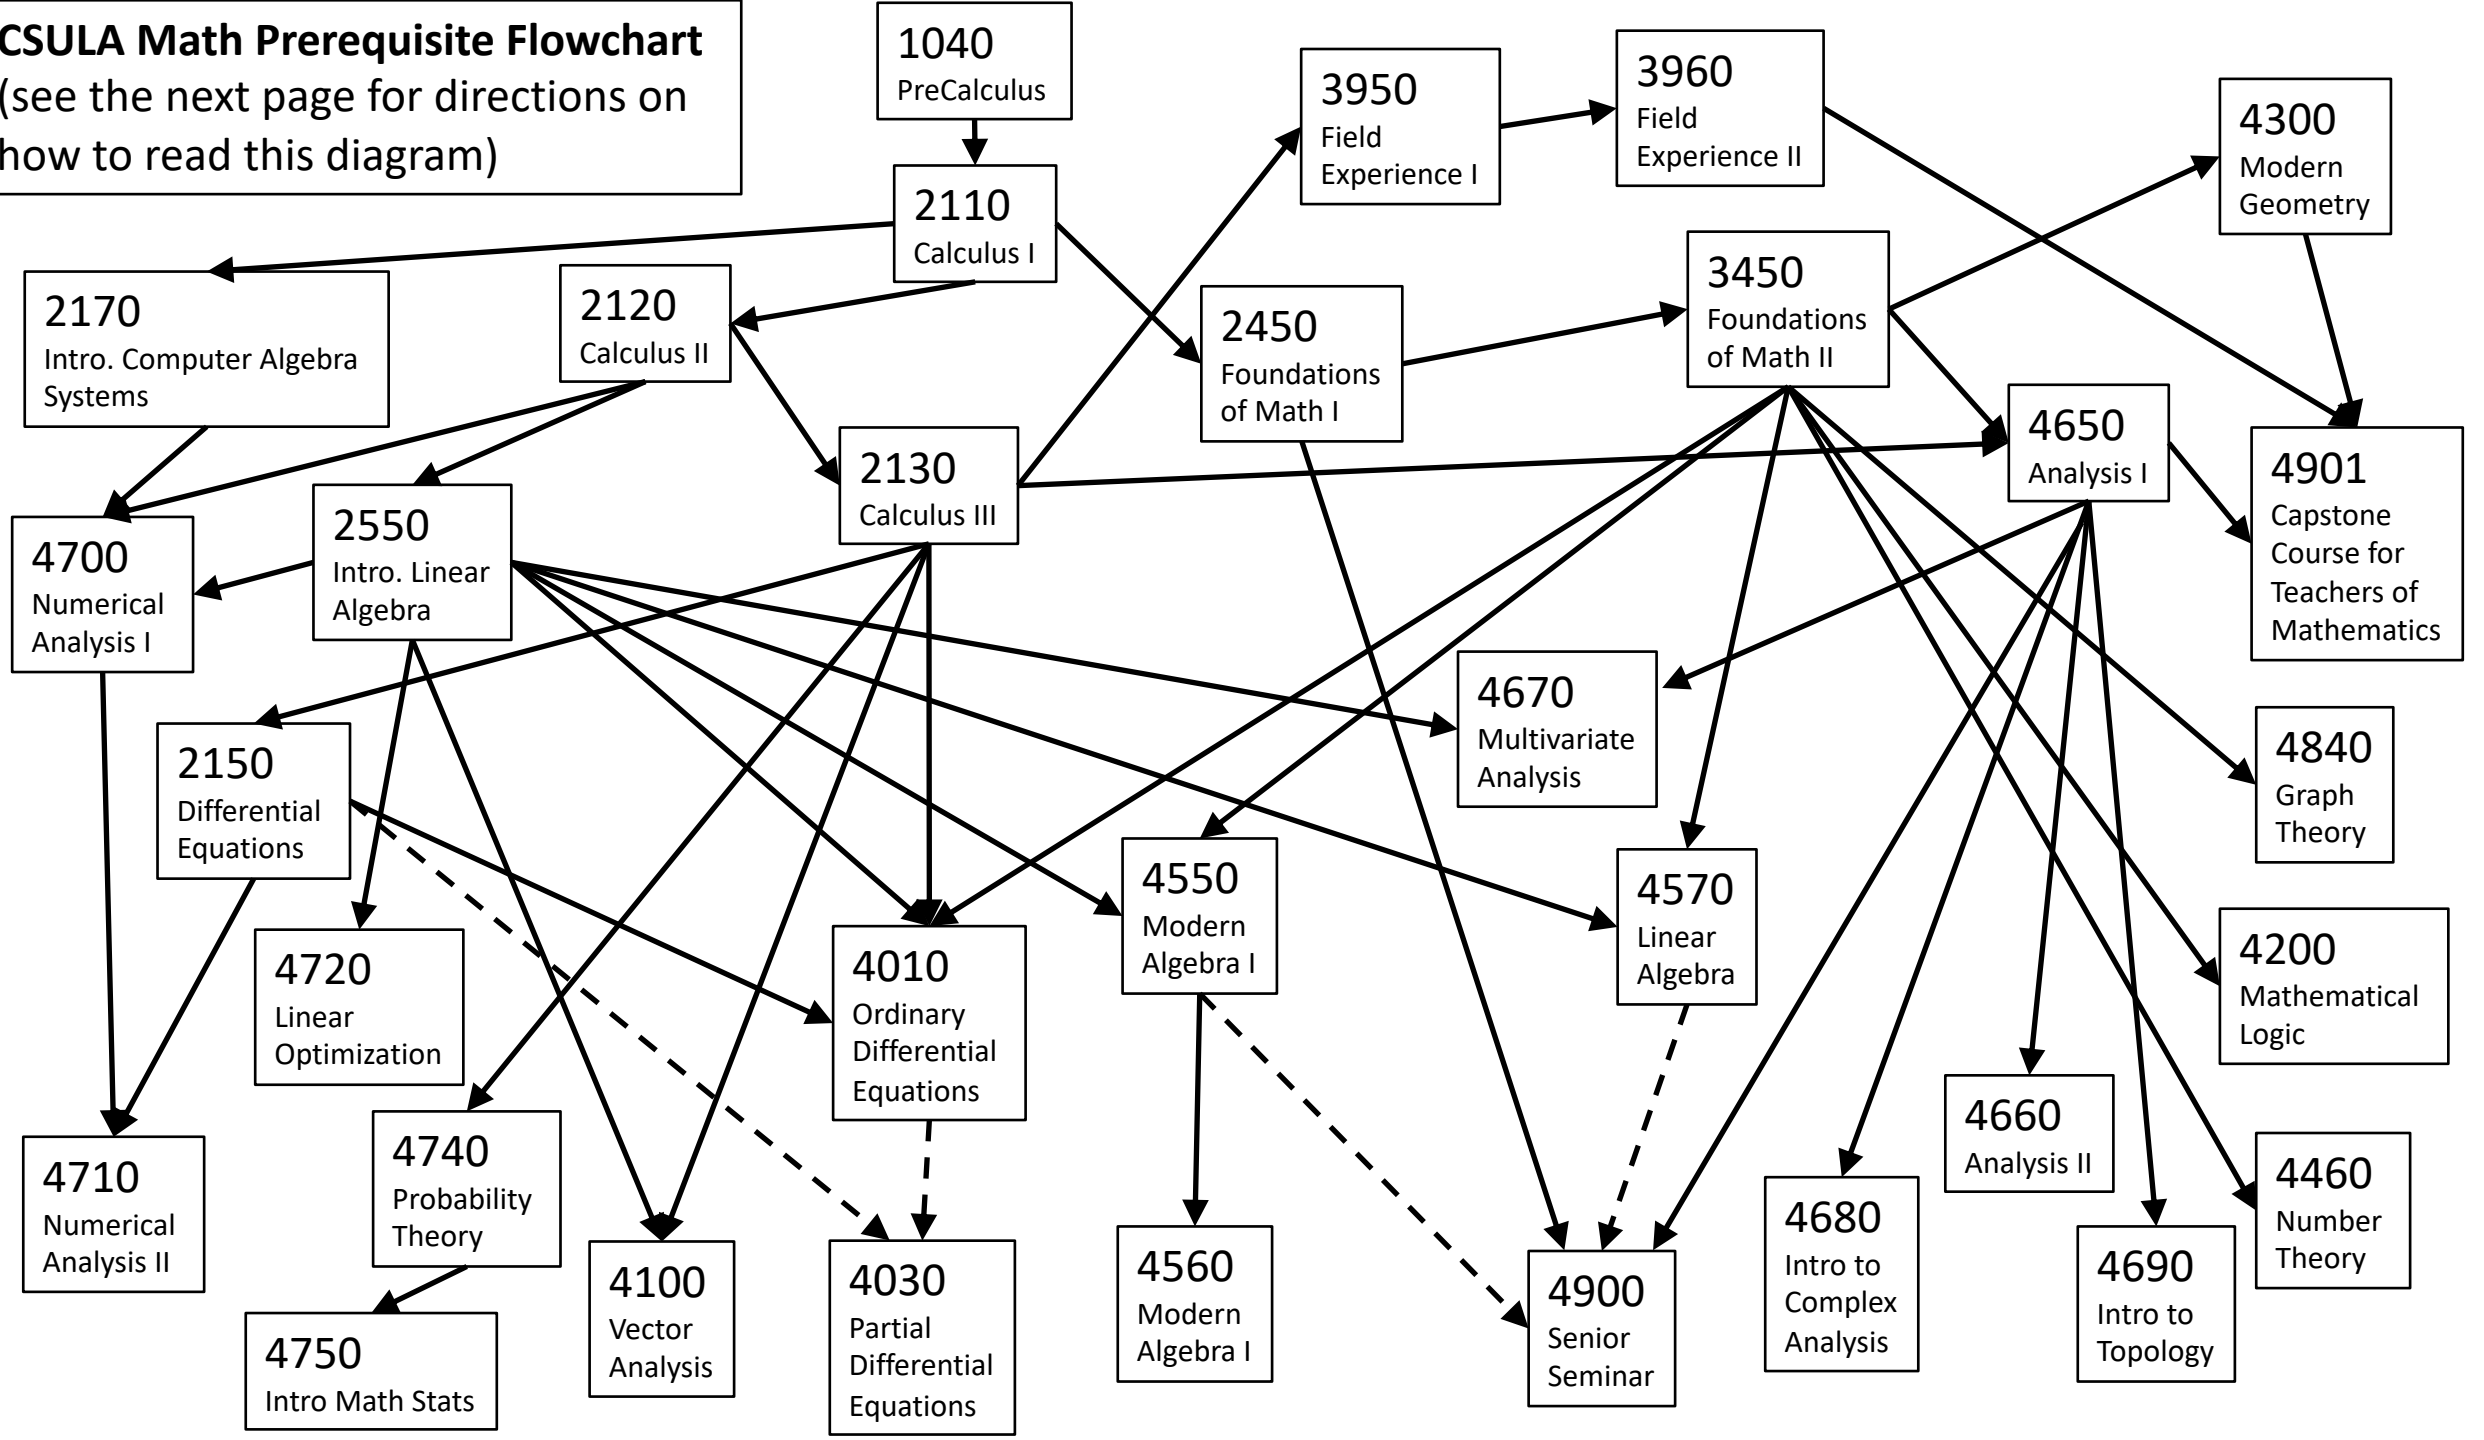 CSULA Math Prerequisite Flowchart
(see the next page for directions on
how to read this diagram)
1040
PreCalculus
3950
Field
Experience I
3960
Field
Experience II
4300
Modern
Geometry
2110
Calculus I
2170
Intro. Computer Algebra
Systems
2120
Calculus II
2450
Foundations
of Math I
3450
Foundations
of Math II
4650
Analysis I
4901
Capstone
Course for
Teachers of
Mathematics
2130
Calculus III
4700
Numerical
Analysis I
2550
Intro. Linear
Algebra
4670
Multivariate
Analysis
4840
Graph
Theory
2150
Differential
Equations
4550
Modern
Algebra I
4570
Linear
Algebra
4200
Mathematical
Logic
4720
Linear
Optimization
4010
Ordinary
Differential
Equations
4660
Analysis II
4710
Numerical
Analysis II
4740
Probability
Theory
4460
Number
Theory
4680
Intro to
Complex
Analysis
4100
Vector
Analysis
4030
Partial
Differential
Equations
4560
Modern
Algebra I
4900
Senior
Seminar
4690
Intro to
Topology
4750
Intro Math Stats